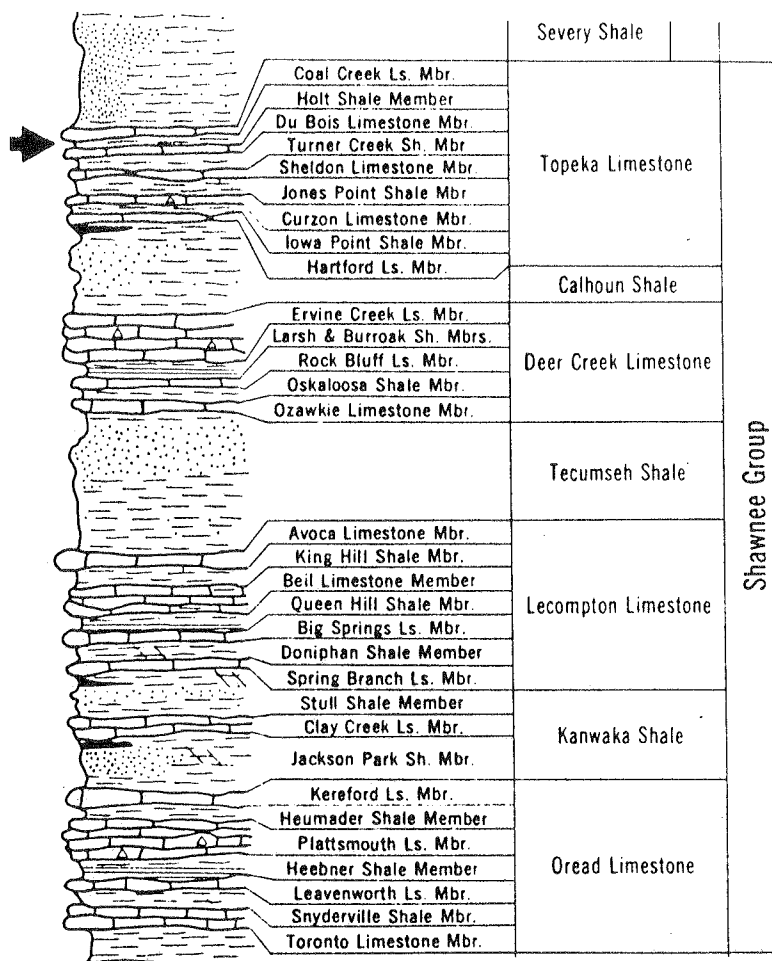 Severy Shale
Coal Creek Ls. Mbr.
Holt Shale Member
Du Bois Limestone Mbr.
Turner Creek Sh. Mbr
Sheldon Limestone Mbr.
Jones Point Shale Mbr
Curzon Limestone Mbr.
Iowa Point Shale Mbr.
Hartford Ls. Mbr.
Topeka Limestone
Calhoun Shale
Ervine Creek Ls. Mbr.
Larsh & Burroak Sh. Mbrs.
Rock Bluff Ls. Mbr.
Oskaloosa Shale Mbr.
Ozawkie Limestone Mbr.
Deer Creek Limestone
Tecumseh Shale
Avoca Limestone Mbr.
King Hill Shale Mbr.
Beil Limestone Member
Queen Hill Shale Mbr.
Big Springs Ls. Mbr.
Doniphan Shale Member
Spring Branch Ls. Mbr.
Lecompton Limestone
Stull Shale Member
Clay Creek Ls. Mbr.
Jackson Park Sh. Mbr.
Kanwaka Shale
Kereford Ls. Mbr.
Heumader Shale Member
Plattsmouth Ls. Mbr.
Heebner Shale Member
Leavenworth Ls. Mbr.
Snyderville Shale Mbr.
Toronto Limestone Mbr.
Oread Limestone
Shawnee Group